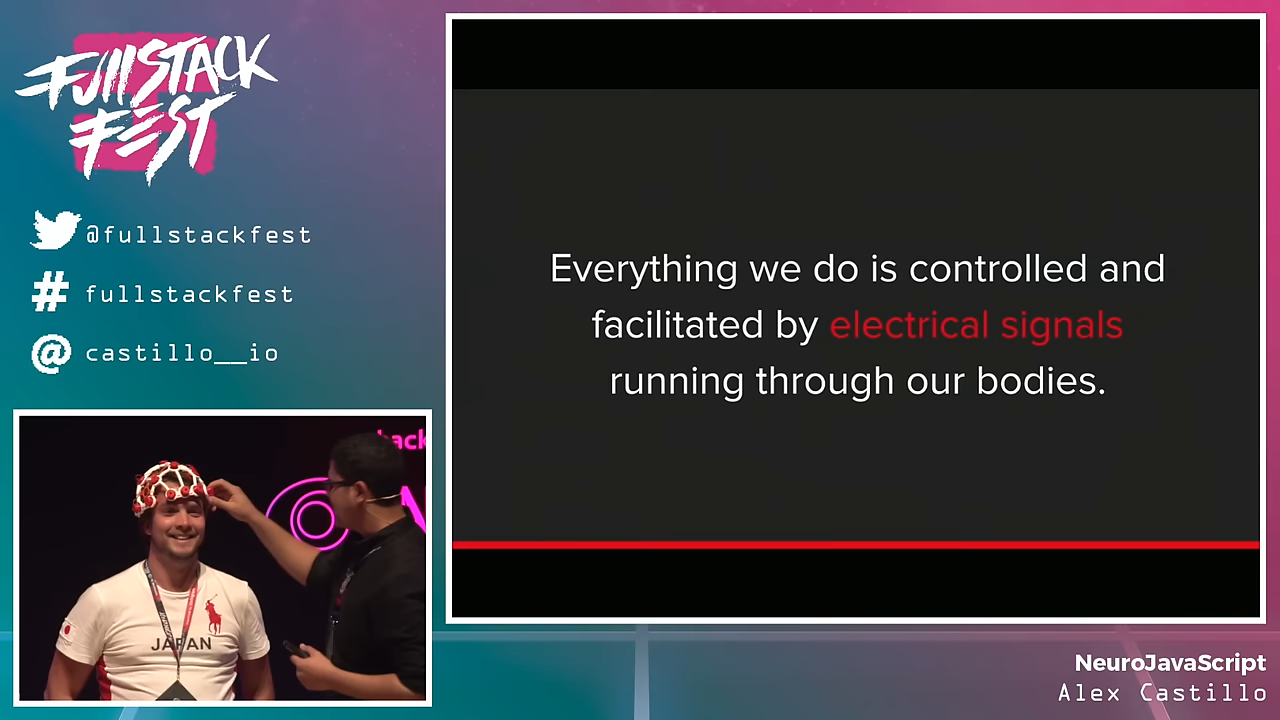 FullSTACK
FEST
@fullstackfest
# fullstackfest
@ castillo__io
Everything we do is controlled and
facilitated by electrical signals
running through our bodies.
JAPAN
NeuroJavaScript
Alex Castillo